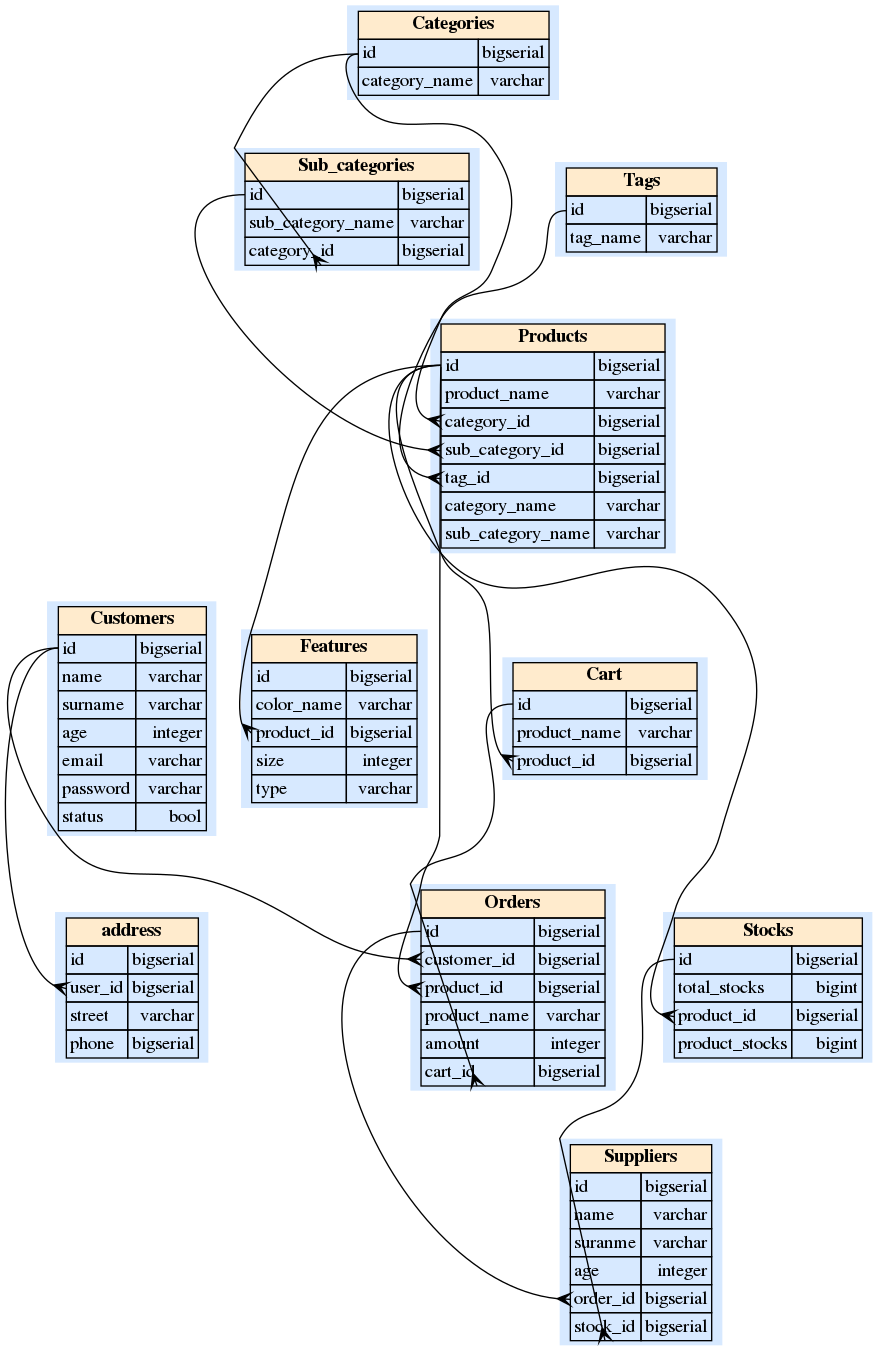 Categories
id bigserial
category_name varchar
Sub_categories
id bigserial
sub_category_name varchar
category_id bigserial
Tags
id bigserial
tag_name varchar
Products
id bigserial
product_name varchar
category_id bigserial
sub_category_id bigserial
tag_id bigserial
category_name varchar
sub_category_name varchar
Customers
id bigserial
name varchar
surname varchar
age integer
email varchar
password varchar
status bool
Features
id bigserial
color_name varchar
product_id bigserial
size integer
type varchar
Cart
id bigserial
product_name varchar
product_id bigserial
address
id bigserial
user_id bigserial
street varchar
phone bigserial
Orders
id bigserial
customer_id bigserial
product_id bigserial
product_name varchar
amount integer
cart_id bigserial
Stocks
id bigserial
total_stocks bigint
product_id bigserial
product_stocks bigint
Suppliers
id bigserial
name varchar
suranme varchar
age integer
order_id bigserial
stock_id bigserial